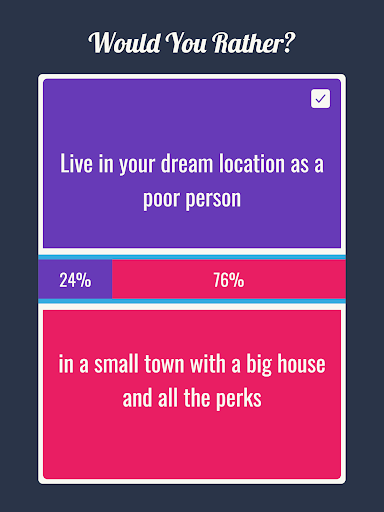 Would You Rather?
Live in your dream location as a
poor person
24% 76%
in a small town with a big house
and all the perks